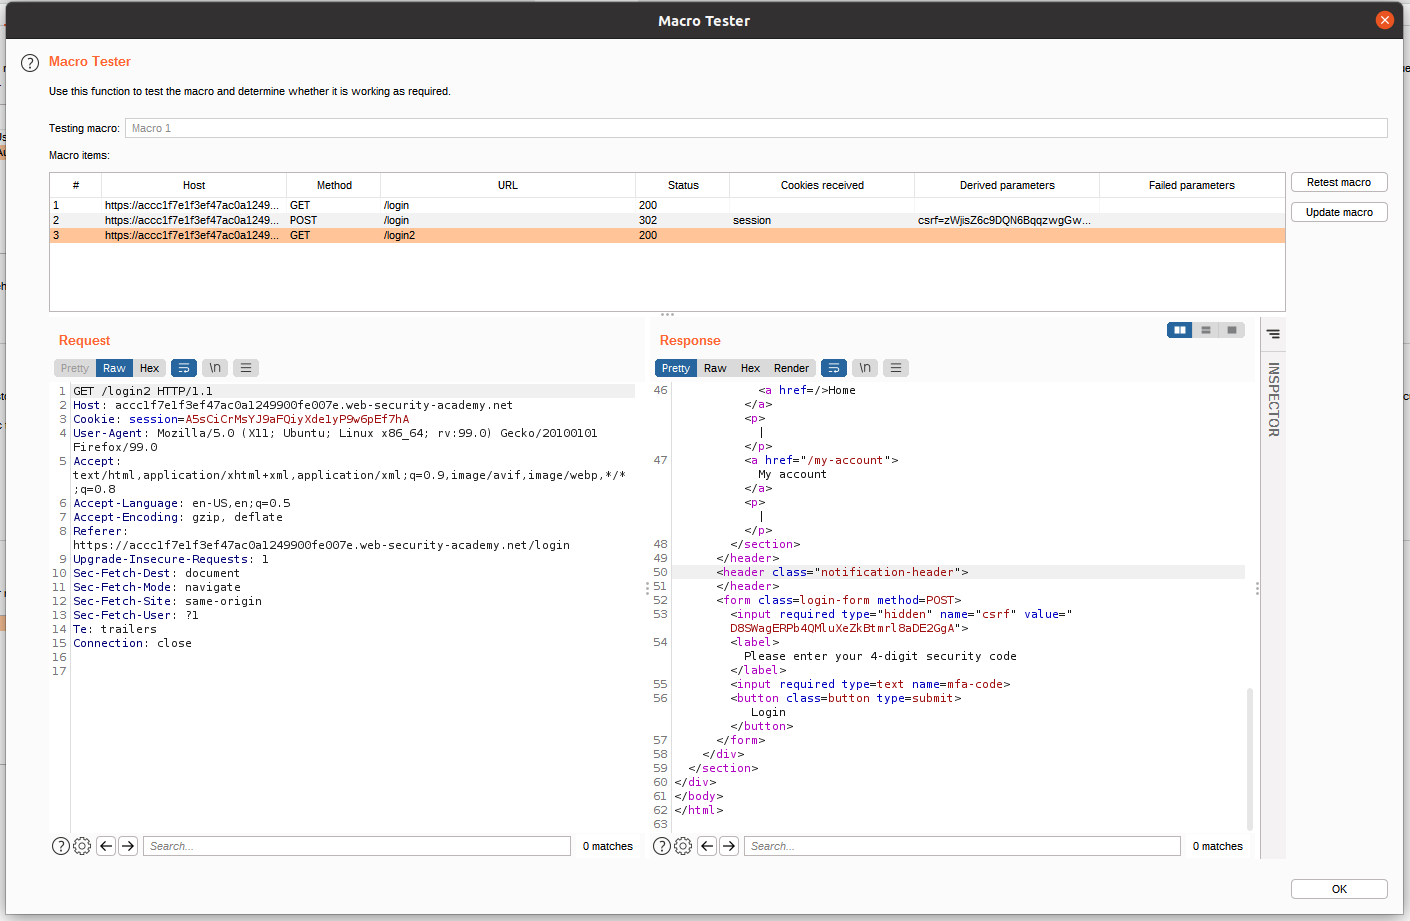 Macro Tester
Macro Tester
Use this function to test the macro and determine whether it is working as required.
Testing macro: Macro 1
Macro items:
# Host Method URL Status Cookies received Derived parameters Failed parameters
1 https://accc1f7e1f3ef47ac0a1249... GET /login 200
2 https://accc1f7e1f3ef47ac0a1249... POST /login 302 session csrf=zWjisZ6c9DQN6BqqzwgGw...
3 https://accc1f7e1f3ef47ac0a1249... GET /login2 200
Retest macro
Update macro
Request
Pretty Raw Hex \n
1 GET /login2 HTTP/1.1
2 Host: accc1f7e1f3ef47ac0a1249900fe007e.web-security-academy.net
3 Cookie: session=A5sCiCrMsYJ9aFQiyXde1yP9w6pEf7hA
4 User-Agent: Mozilla/5.0 (X11; Ubuntu; Linux x86_64; rv:99.0) Gecko/20100101
Firefox/99.0
5 Accept:
text/html,application/xhtml+xml,application/xml;q=0.9,image/avif,image/webp,*/*
;q=0.8
6 Accept-Language: en-US,en;q=0.5
7 Accept-Encoding: gzip, deflate
8 Referer:
https://accc1f7e1f3ef47ac0a1249900fe007e.web-security-academy.net/login
9 Upgrade-Insecure-Requests: 1
10 Sec-Fetch-Dest: document
11 Sec-Fetch-Mode: navigate
12 Sec-Fetch-Site: same-origin
13 Sec-Fetch-User: ?1
14 Te: trailers
15 Connection: close
16
17
Search...
0 matches
Response
Pretty Raw Hex Render \n
46 <a href=/>Home
</a>
<p>
|
</p>
47 <a href="/my-account">
My account
</a>
<p>
|
</p>
48 </section>
49 </header>
50 <header class="notification-header">
51 </header>
52 <form class=login-form method=POST>
53 <input required type="hidden" name="csrf" value="
D8SWagERPb4QMluXeZkBtmrl8aDE2GgA">
54 <label>
Please enter your 4-digit security code
</label>
55 <input required type=text name=mfa-code>
56 <button class=button type=submit>
Login
</button>
57 </form>
58 </div>
59 </section>
60 </div>
61 </body>
62 </html>
63
Search...
0 matches
INSPECTOR
OK